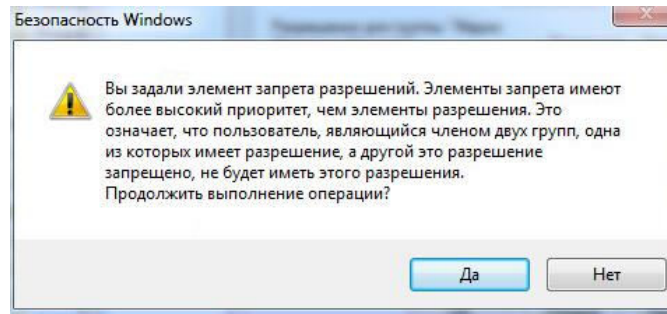 Безопасность Windows
Вы задали элемент запрета разрешений. Элементы запрета имеют
более высокий приоритет, чем элементы разрешения. Это
означает, что пользователь, являющийся членом двух групп, одна
из которых имеет разрешение, а другой это разрешение
запрещено, не будет иметь этого разрешения.
Продолжить выполнение операции?
Да
Нет